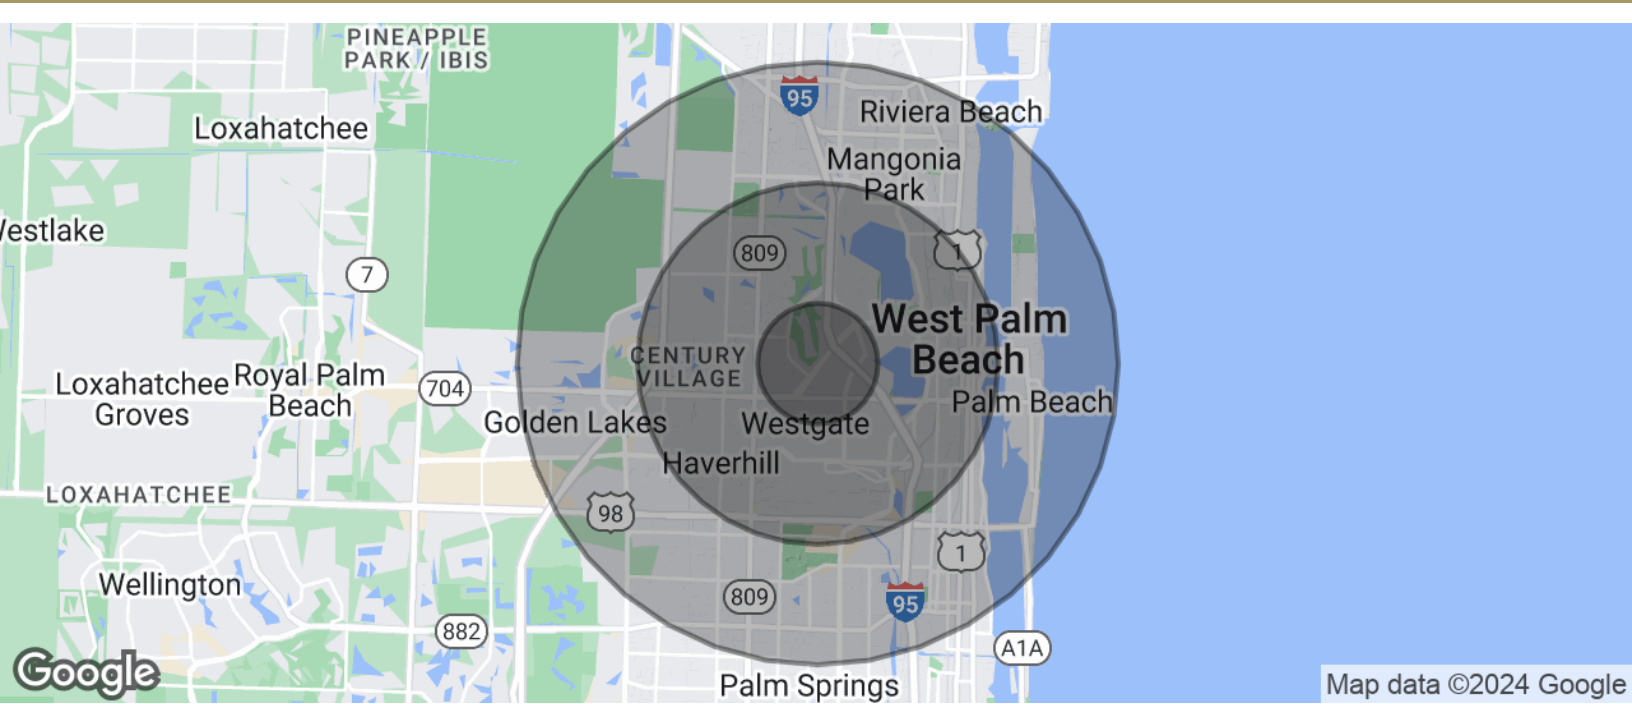 PINEAPPLE
PARK / IBIS
95
Riviera Beach
Loxahatchee
Mangonia
Park
Westlake
809
1
7
West Palm
Beach
CENTURY
VILLAGE
Loxahatchee
Groves
Royal Palm
Beach
704
Palm Beach
Golden Lakes
Westgate
Haverhill
LOXAHATCHEE
98
1
Wellington
809
95
882
A1A
Google
Palm Springs
Map data ©2024 Google